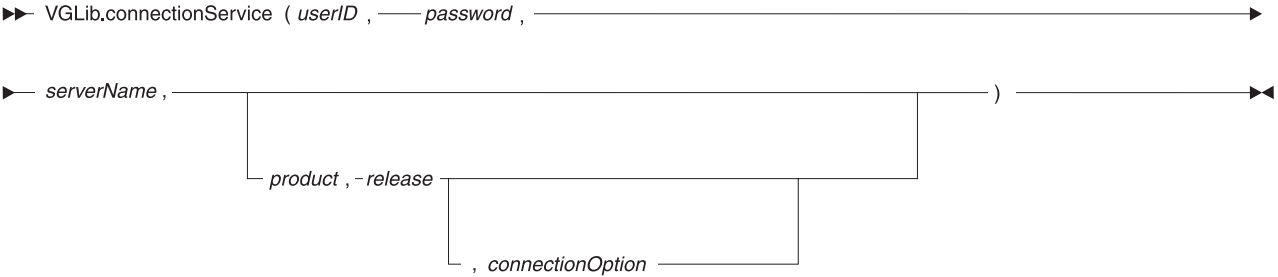 VGLib.connectionService ( userID , password ,
serverName , )
product , release
, connectionOption